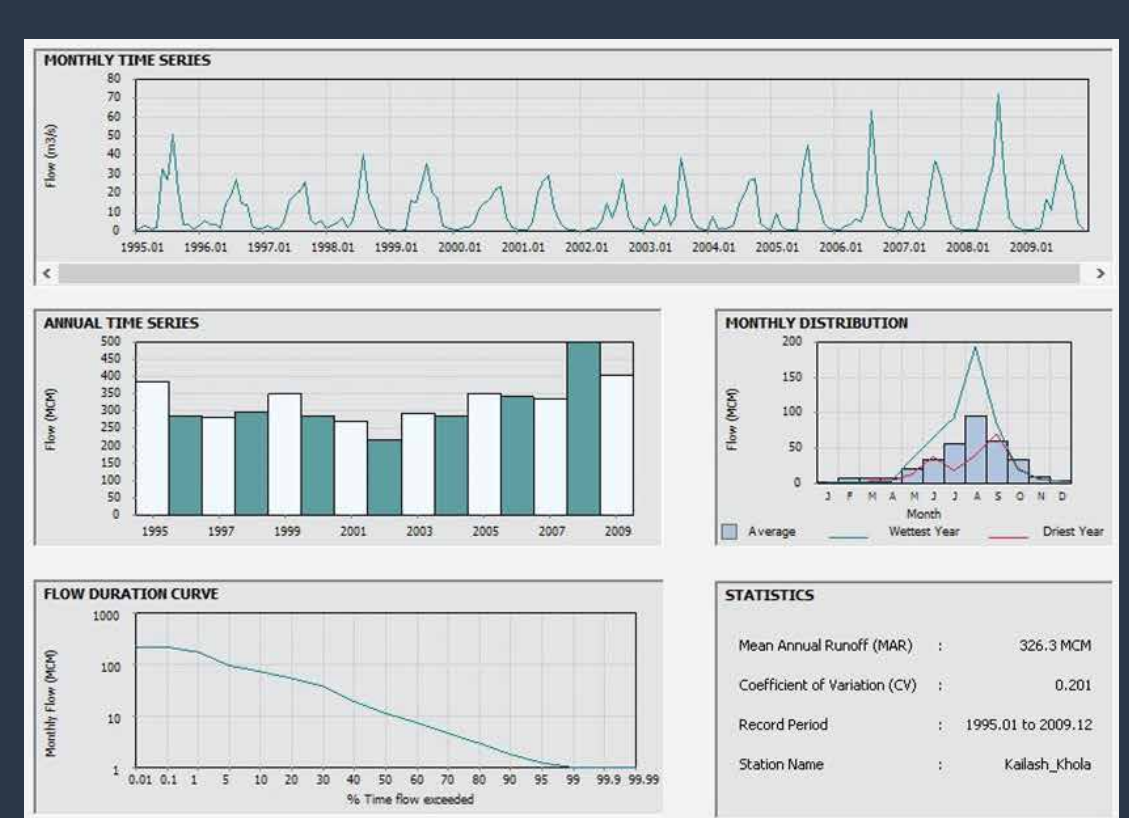 MONTHLY TIME SERIES
80
70
60
50
40
30
20
10
0
Flow (m3/s)
1995.01 1996.01 1997.01 1998.01 1999.01 2000.01 2001.01 2002.01 2003.01 2004.01 2005.01 2006.01 2007.01 2008.01 2009.01
ANNUAL TIME SERIES
500
450
400
350
300
250
200
150
100
50
0
Flow (MCM)
1995 1997 1999 2001 2003 2005 2007 2009
MONTHLY DISTRIBUTION
200
150
100
50
0
Flow (MCM)
J F M A M J J A S O N D
Month
Average Wettest Year Driest Year
FLOW DURATION CURVE
1000
100
10
1
Monthly Flow (MCM)
0.01 0.1 1 5 10 20 30 40 50 60 70 80 90 95 99 99.9 99.99
% Time flow exceeded
STATISTICS
Mean Annual Runoff (MAR) : 326.3 MCM
Coefficient of Variation (CV) : 0.201
Record Period : 1995.01 to 2009.12
Station Name : Kailash_Khola